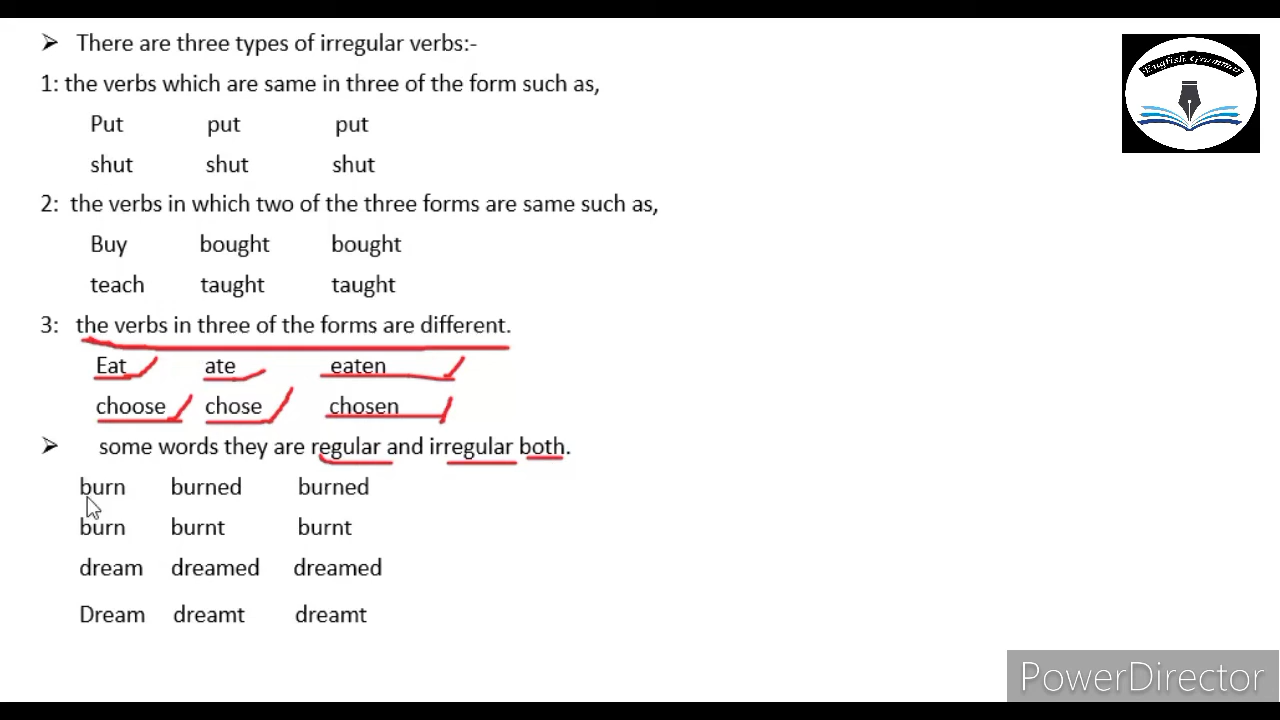 ➢ There are three types of irregular verbs:-
English Grammar
1: the verbs which are same in three of the form such as,
Put put put
shut shut shut
2: the verbs in which two of the three forms are same such as,
Buy bought bought
teach taught taught
3: the verbs in three of the forms are different.
Eat ate eaten
choose chose chosen
➢ some words they are regular and irregular both.
burn burned burned
burn burnt burnt
dream dreamed dreamed
Dream dreamt dreamt
PowerDirector